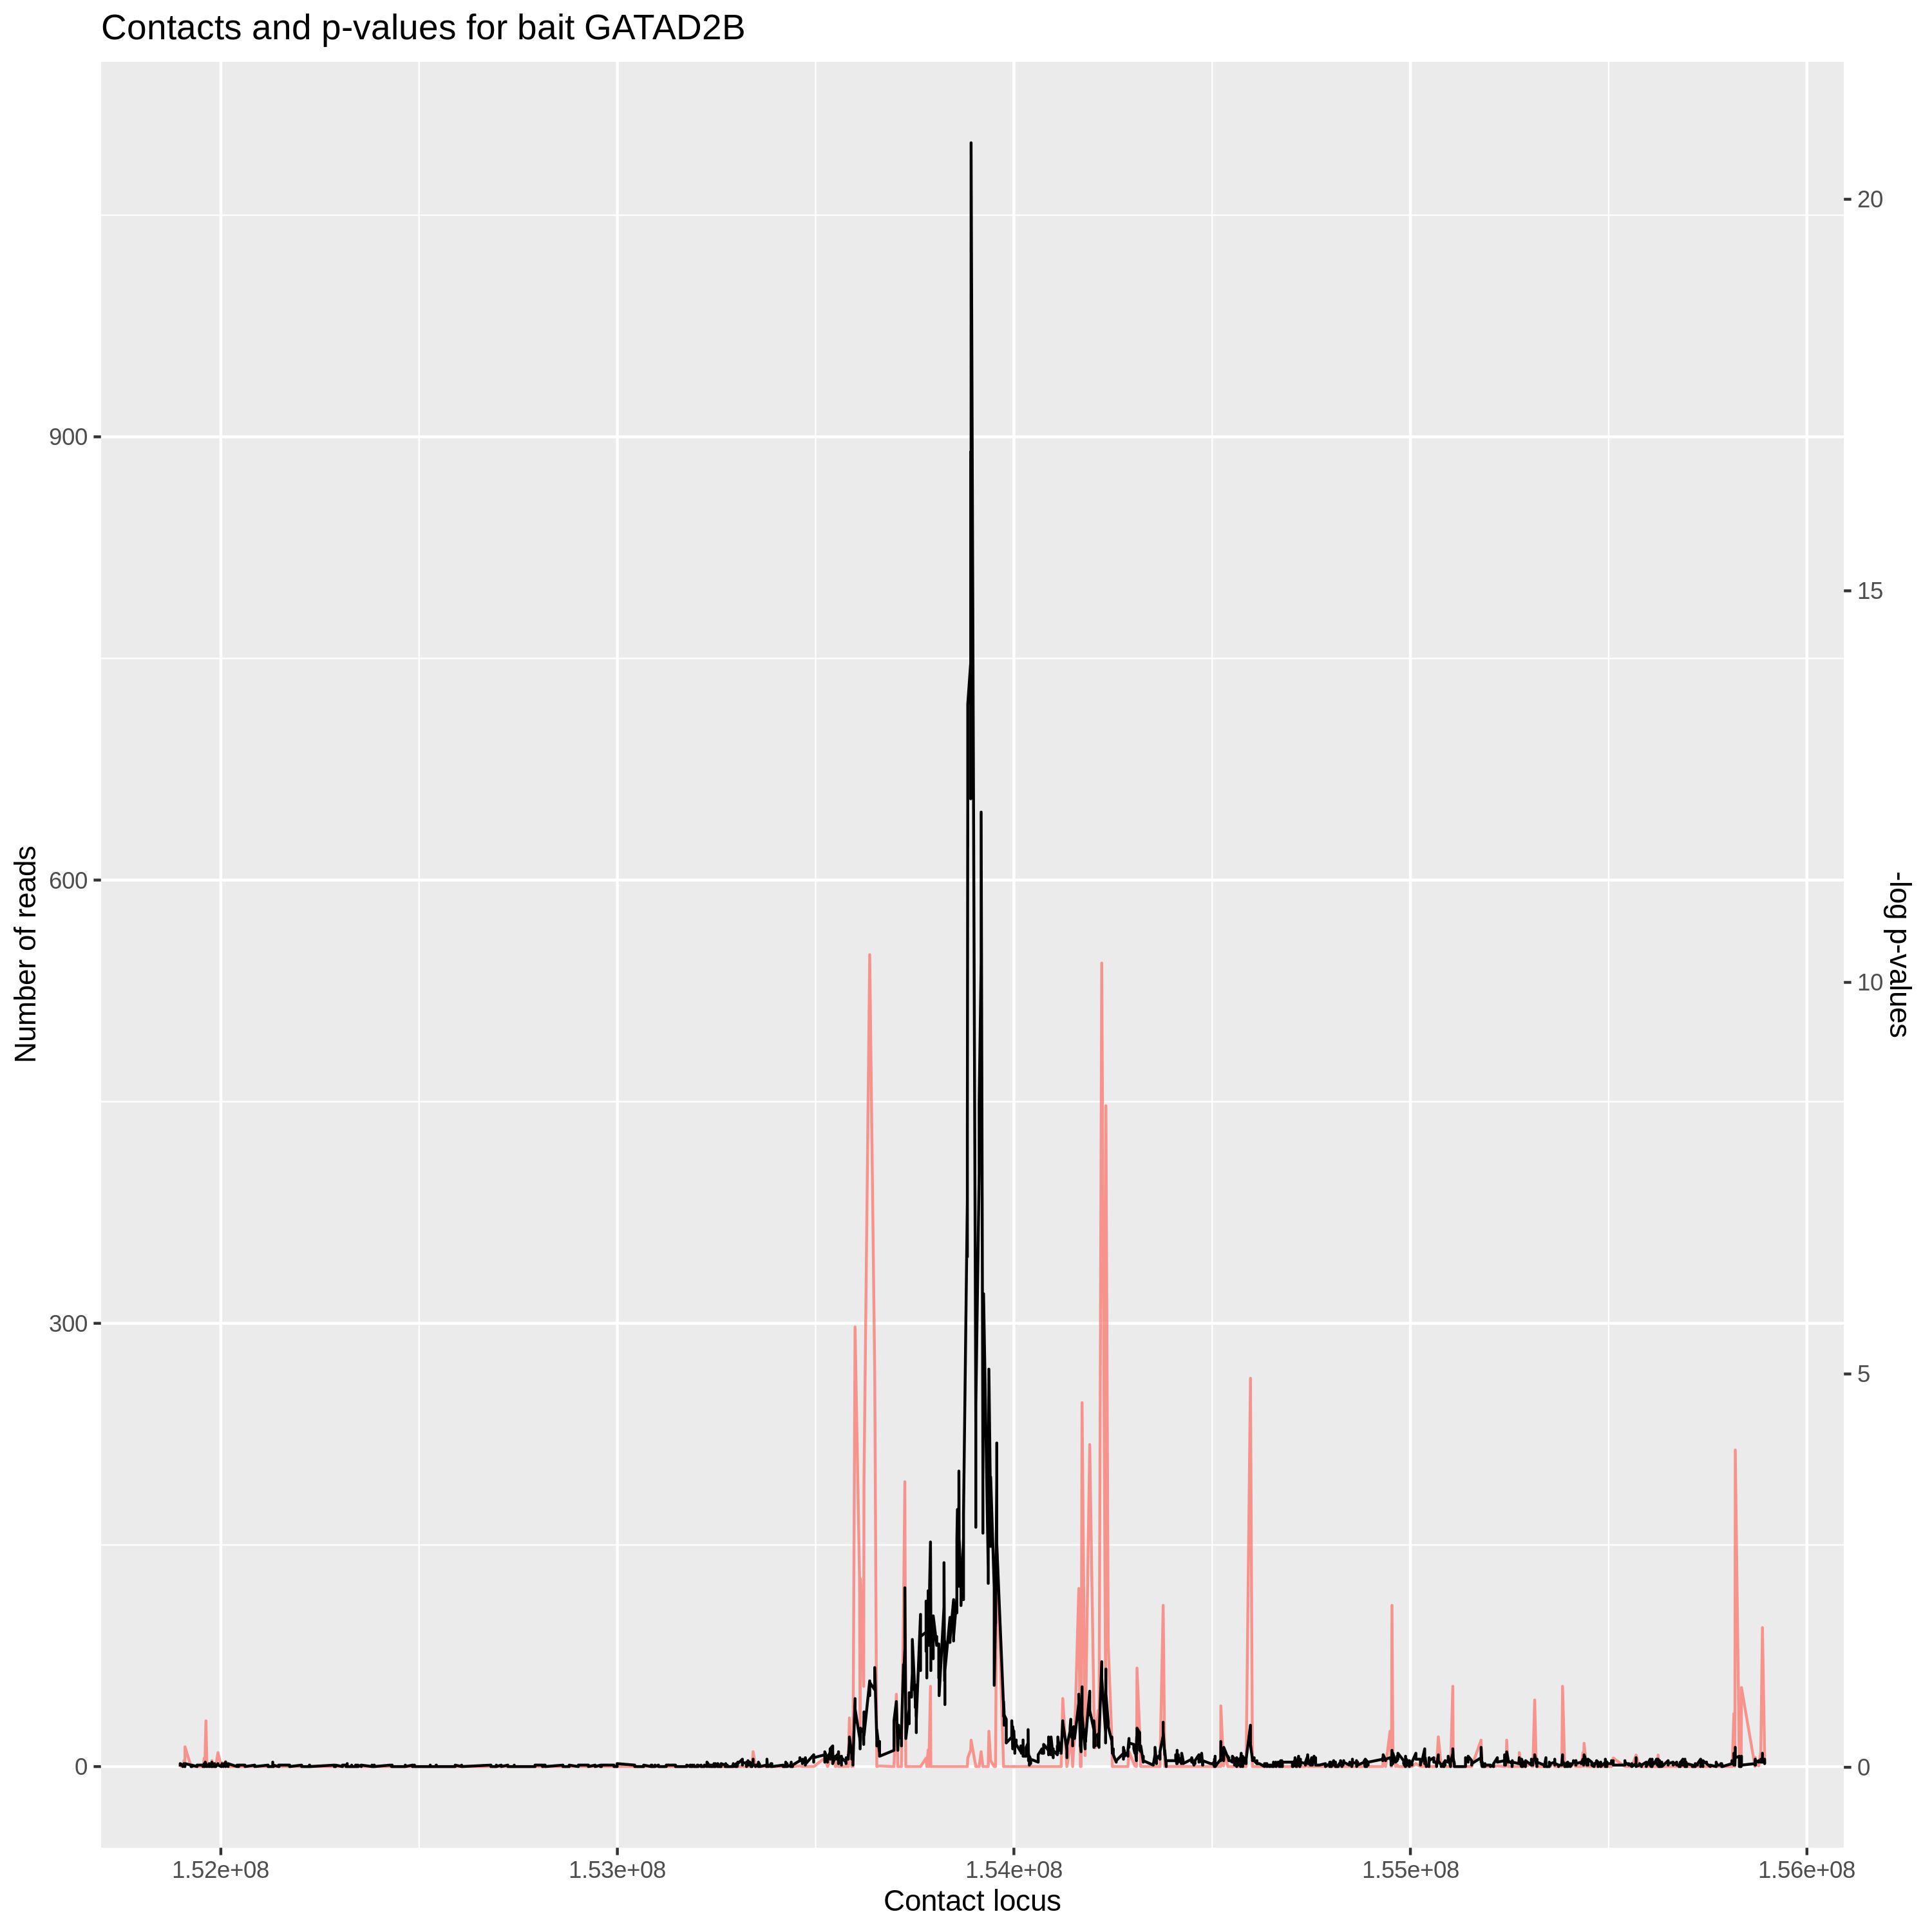 Contacts and p-values for bait GATAD2B
Number of reads
900
600
300
0
20
15
10
5
0
-log p-values
1.52e+08
1.53e+08
1.54e+08
1.55e+08
1.56e+08
Contact locus